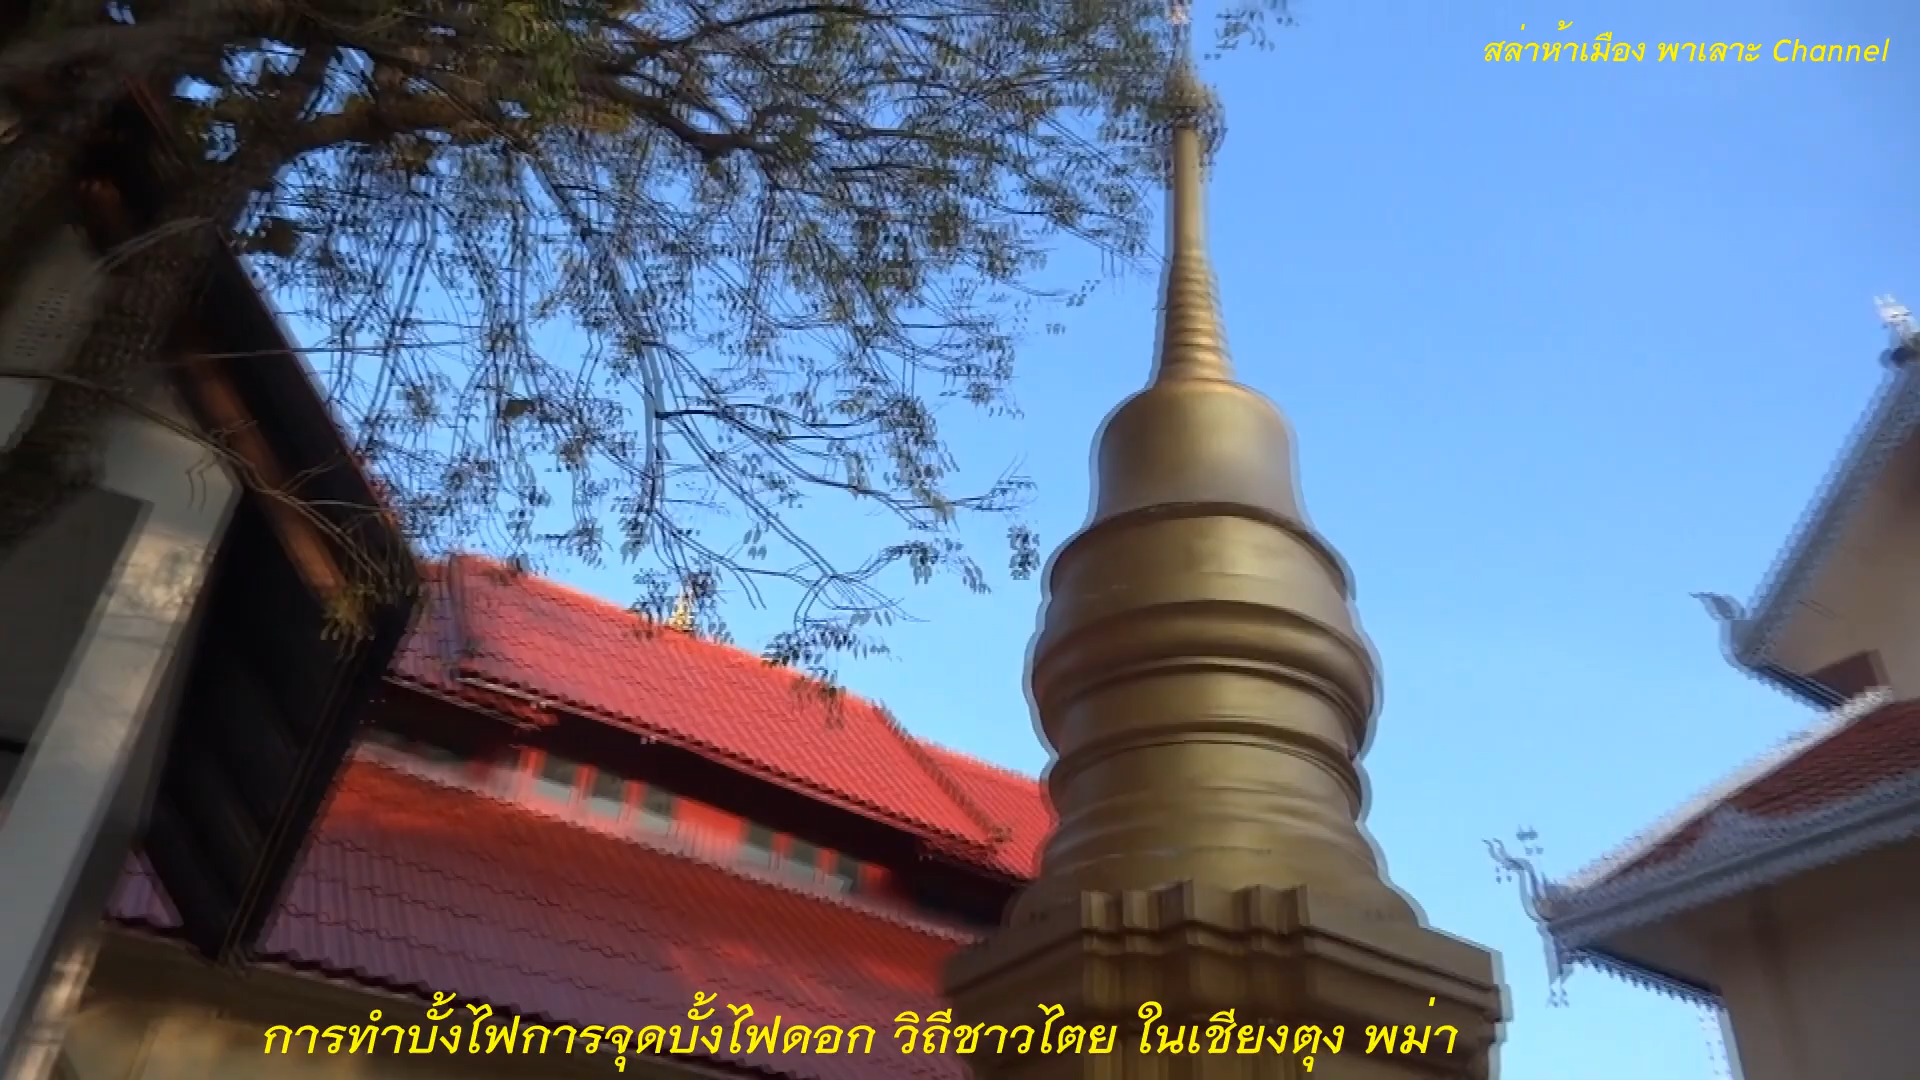 สล่าห้าเมือง พาเลาะ Channel
การทำบั้งไฟการจุดบั้งไฟดอก วิถีชาวไตย ในเชียงตุง พม่า